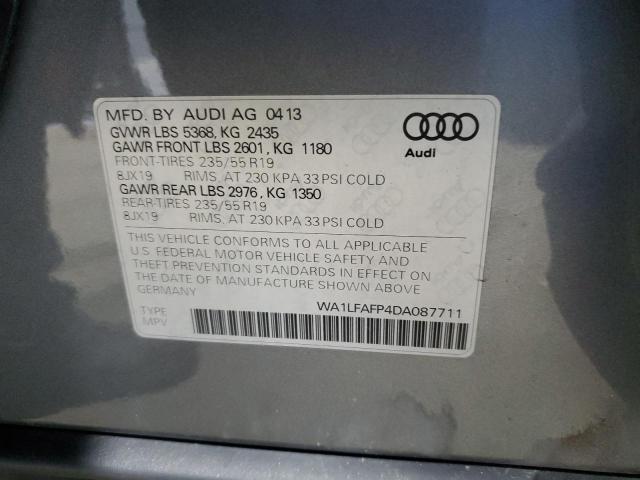 MFD. BY AUDI AG 04 13
GVWR LBS 5368, KG 2435
GAWR FRONT LBS 2601, KG 1180
FRONT-TIRES 235/55 R19
8JX19 RIMS, AT 230 KPA 33 PSI COLD
GAWR REAR LBS 2976, KG 1350
REAR-TIRES 235/55 R19
8JX19 RIMS, AT 230 KPA 33 PSI COLD
Audi
THIS VEHICLE CONFORMS TO ALL APPLICABLE
U.S. FEDERAL MOTOR VEHICLE SAFETY AND
THEFT PREVENTION STANDARDS IN EFFECT ON
THE DATE OF MANUFACTURE SHOWN ABOVE
GERMANY
WA1LFAFP4DA087711
TYPE
MPV